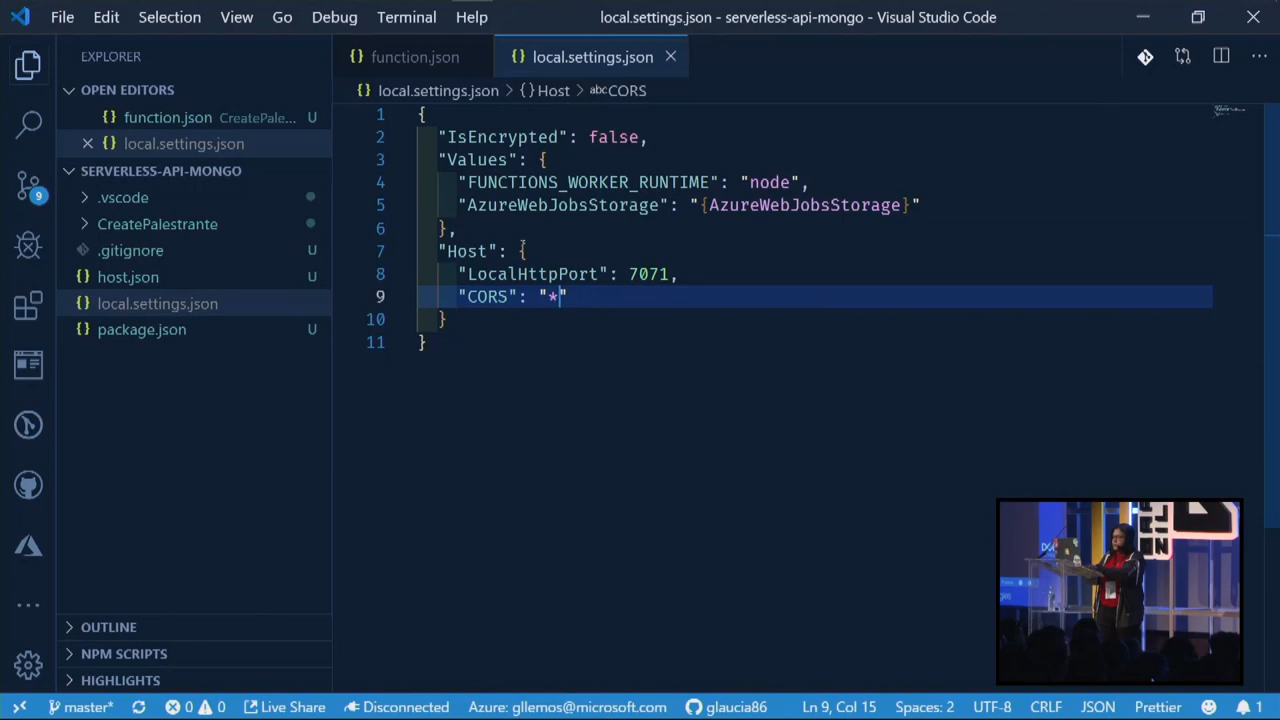 File Edit Selection View Go Debug Terminal Help local.settings.json - serverless-api-mongo - Visual Studio Code
EXPLORER
OPEN EDITORS
function.json CreatePale... U
local.settings.json
SERVERLESS-API-MONGO
.vscode
CreatePalestrante
.gitignore U
host.json U
local.settings.json
package.json U
OUTLINE
NPM SCRIPTS
HIGHLIGHTS
9
function.json local.settings.json
local.settings.json > {} Host > abc CORS
1 {
2 "IsEncrypted": false,
3 "Values": {
4 "FUNCTIONS_WORKER_RUNTIME": "node",
5 "AzureWebJobsStorage": "{AzureWebJobsStorage}"
6 },
7 "Host": {
8 "LocalHttpPort": 7071,
9 "CORS": "*"
10 }
11 }
master* 0 0 Live Share Disconnected Azure: gllemos@microsoft.com glaucia86 Ln 9, Col 15 Spaces: 2 UTF-8 CRLF JSON Prettier 1